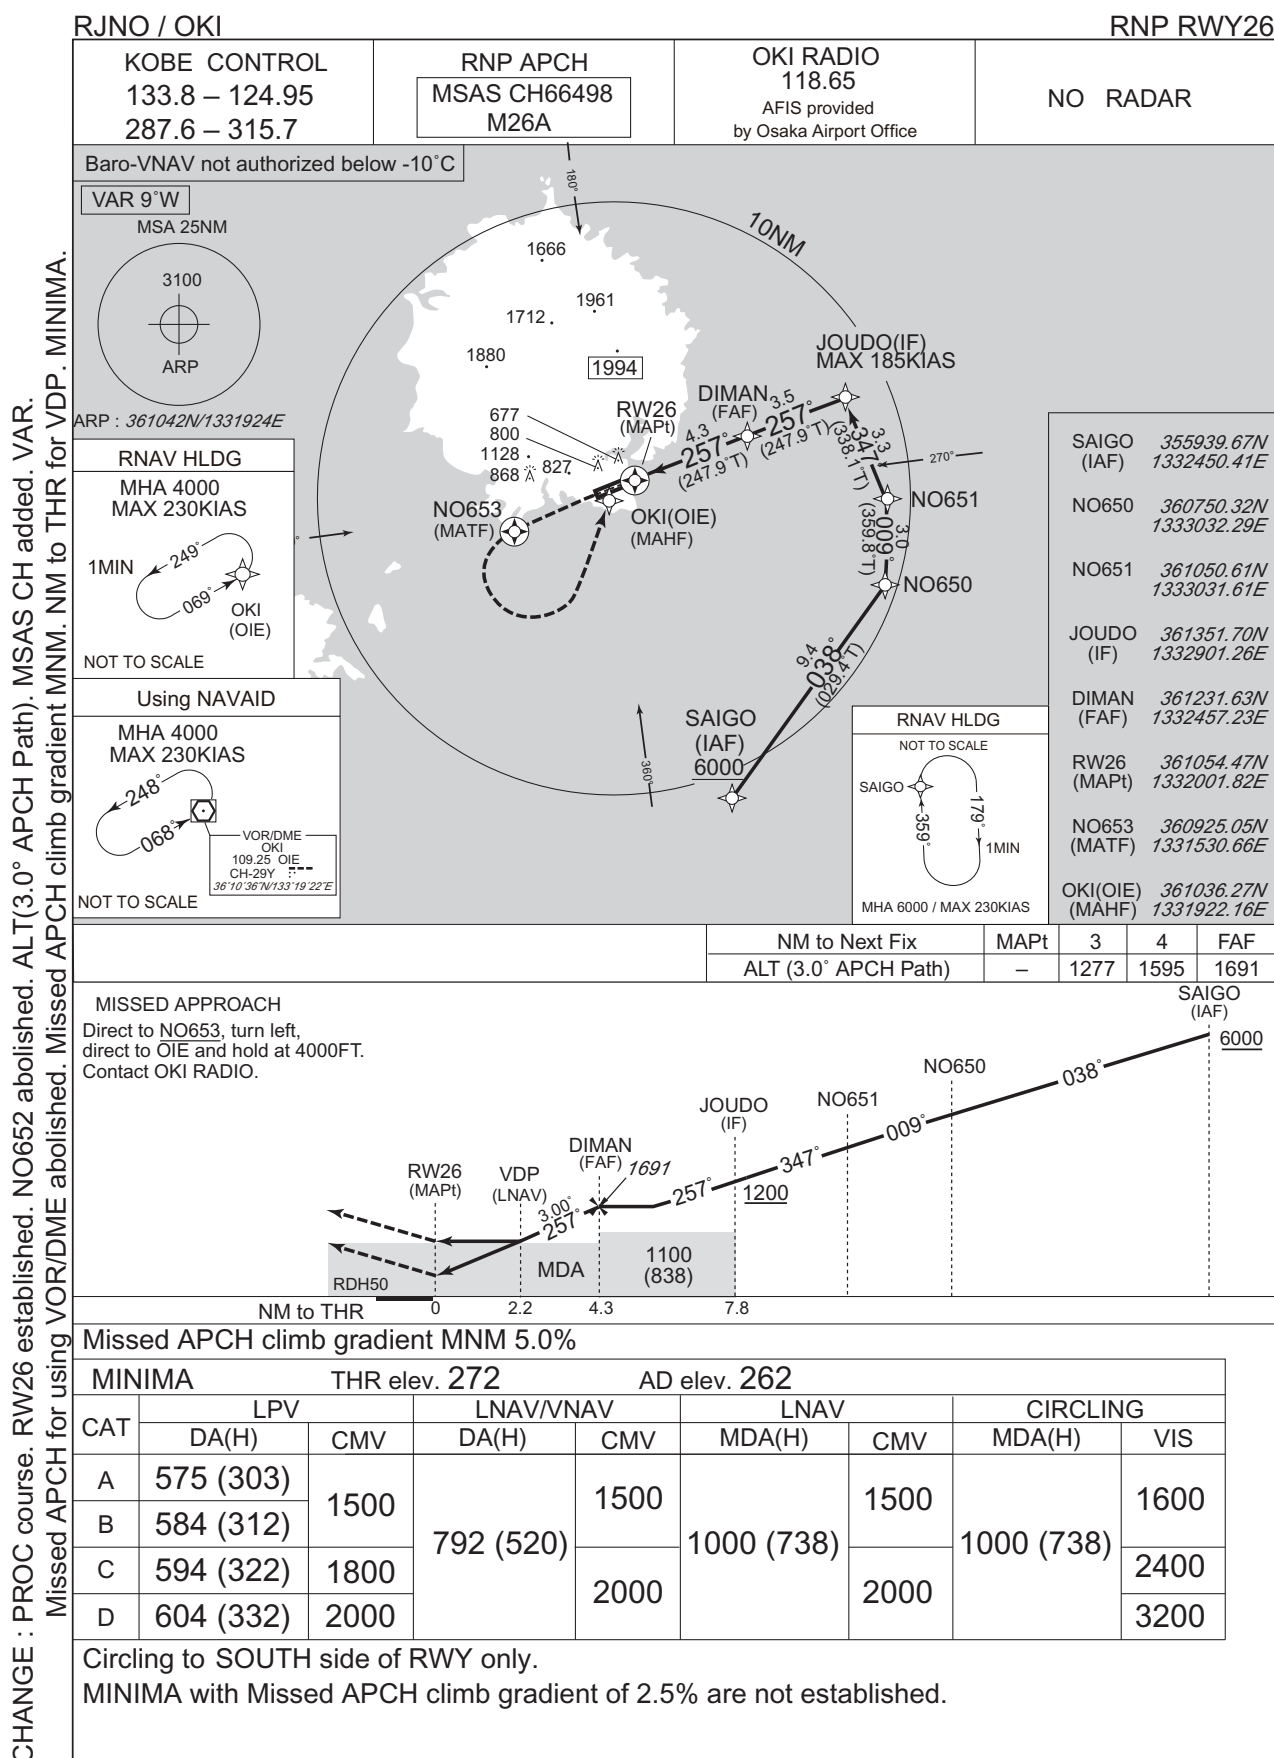 RJNO / OKI
RNP RWY26
KOBE CONTROL
133.8 – 124.95
287.6 – 315.7
RNP APCH
MSAS CH66498
M26A
OKI RADIO
118.65
AFIS provided
by Osaka Airport Office
NO RADAR
Baro-VNAV not authorized below -10˚C
VAR 9˚W
MSA 25NM
3100
ARP
ARP : 361042N/1331924E
180°
10NM
1666
1961
1712
1880
1994
677
800
1128
868
827
RW26
(MAPt)
DIMAN
(FAF)
JOUDO(IF)
MAX 185KIAS
3.5
257°
(247.9°T)
4.3
257°
(247.9°T)
3.3
347°
(338.1°T)
270°
NO651
3.0
009°
(359.8°T)
NO650
9.4
038°
(029.4°T)
NO653
(MATF)
OKI(OIE)
(MAHF)
SAIGO
(IAF)
6000
360°
RNAV HLDG
MHA 4000
MAX 230KIAS
1MIN
249°
069°
OKI
(OIE)
NOT TO SCALE
Using NAVAID
MHA 4000
MAX 230KIAS
248°
068°
VOR/DME
OKI
109.25 OIE
CH-29Y
36°10'36"N/133°19'22"E
NOT TO SCALE
RNAV HLDG
NOT TO SCALE
SAIGO
359°
179°
1MIN
MHA 6000 / MAX 230KIAS
SAIGO 355939.67N
(IAF) 1332450.41E
NO650 360750.32N
1333032.29E
NO651 361050.61N
1333031.61E
JOUDO 361351.70N
(IF) 1332901.26E
DIMAN 361231.63N
(FAF) 1332457.23E
RW26 361054.47N
(MAPt) 1332001.82E
NO653 360925.05N
(MATF) 1331530.66E
OKI(OIE) 361036.27N
(MAHF) 1331922.16E
NM to Next Fix MAPt 3 4 FAF
ALT (3.0˚ APCH Path) – 1277 1595 1691
MISSED APPROACH
Direct to NO653, turn left,
direct to OIE and hold at 4000FT.
Contact OKI RADIO.
SAIGO
(IAF)
6000
038°
NO650
009°
NO651
347°
JOUDO
(IF)
1200
257°
DIMAN
(FAF)
1691
3.00°
257°
VDP
(LNAV)
RW26
(MAPt)
RDH50
MDA
1100
(838)
NM to THR 0 2.2 4.3 7.8
Missed APCH climb gradient MNM 5.0%
MINIMA THR elev. 272 AD elev. 262
CAT LPV LNAV/VNAV LNAV CIRCLING
DA(H) CMV DA(H) CMV MDA(H) CMV MDA(H) VIS
A 575 (303) 1500 792 (520) 1500 1000 (738) 1500 1000 (738) 1600
B 584 (312)
C 594 (322) 1800 2000 2000 2400
D 604 (332) 2000 3200
Circling to SOUTH side of RWY only.
MINIMA with Missed APCH climb gradient of 2.5% are not established.
CHANGE : PROC course. RW26 established. NO652 abolished. ALT(3.0° APCH Path). MSAS CH added. VAR.
Missed APCH for using VOR/DME abolished. Missed APCH climb gradient MNM. NM to THR for VDP. MINIMA.